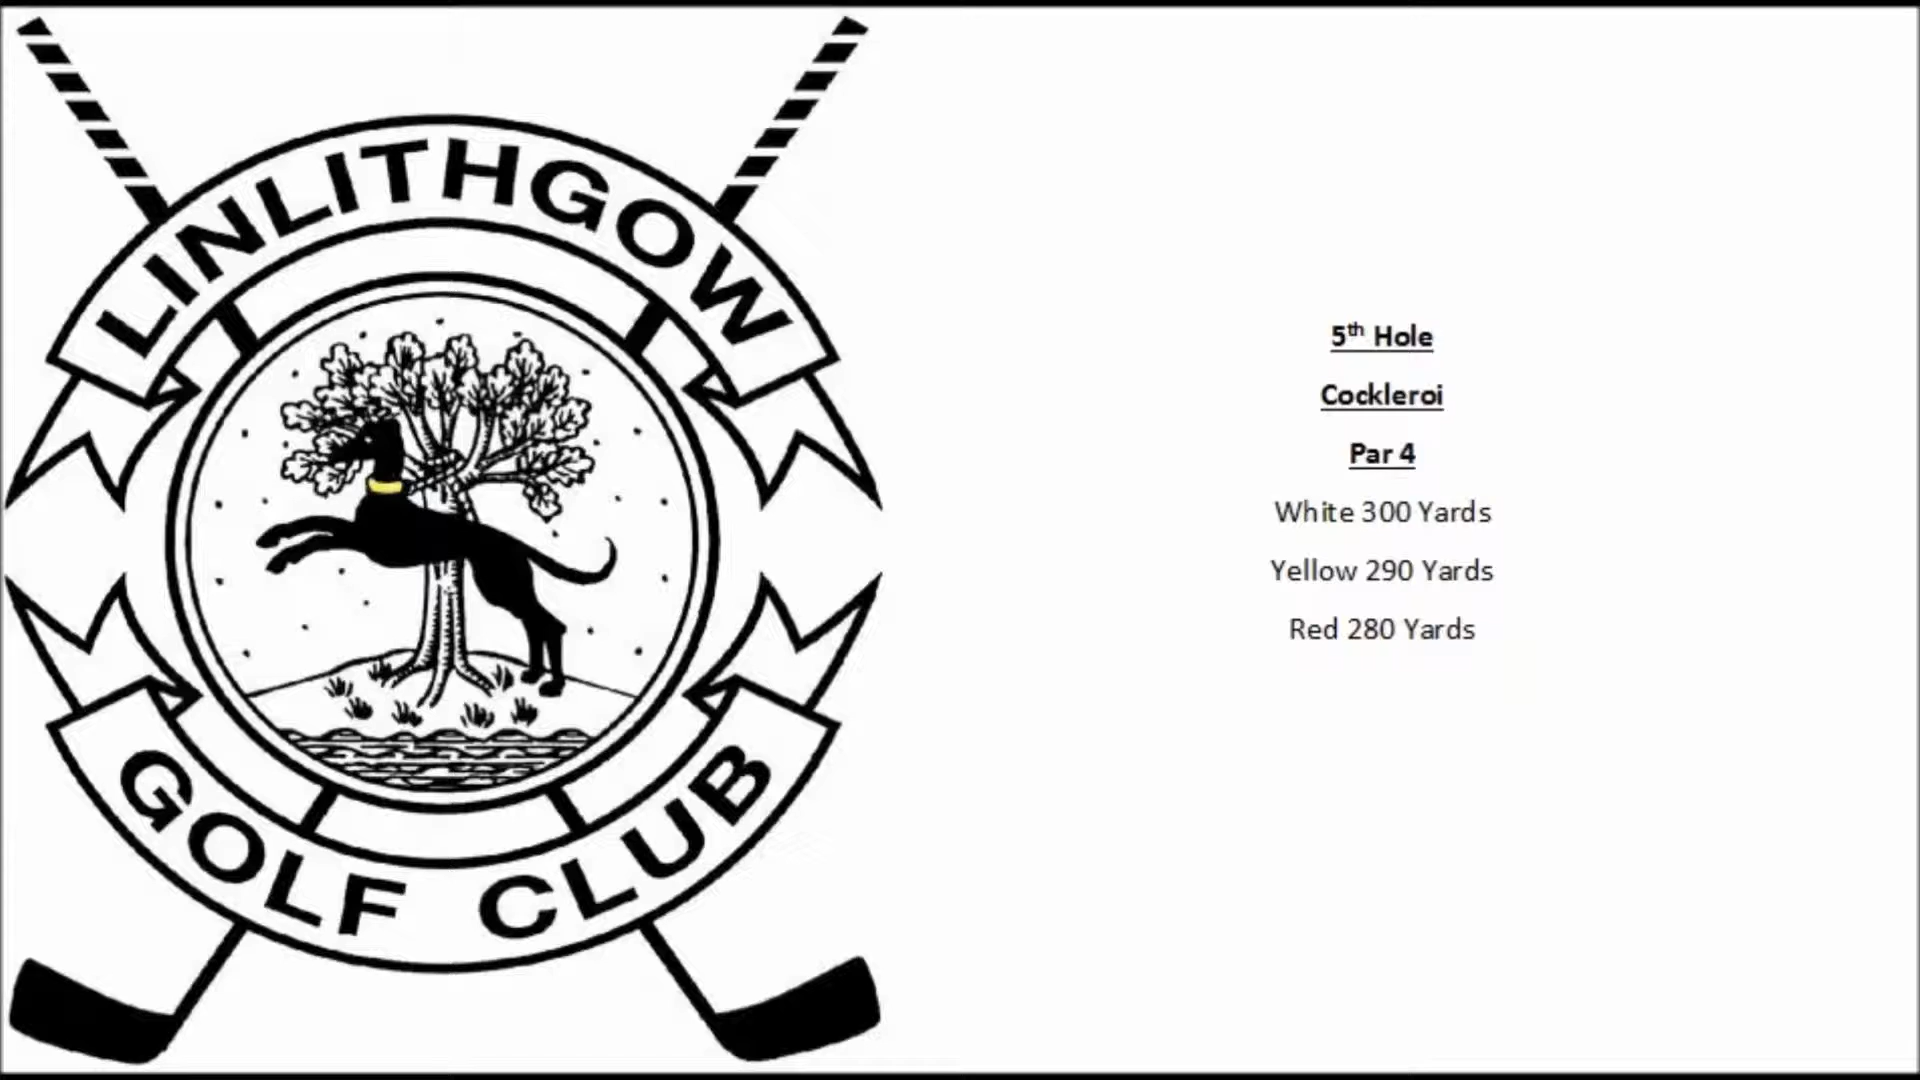 LINLITHGOW
GOLF CLUB
5th Hole
Cockleroi
Par 4
White 300 Yards
Yellow 290 Yards
Red 280 Yards